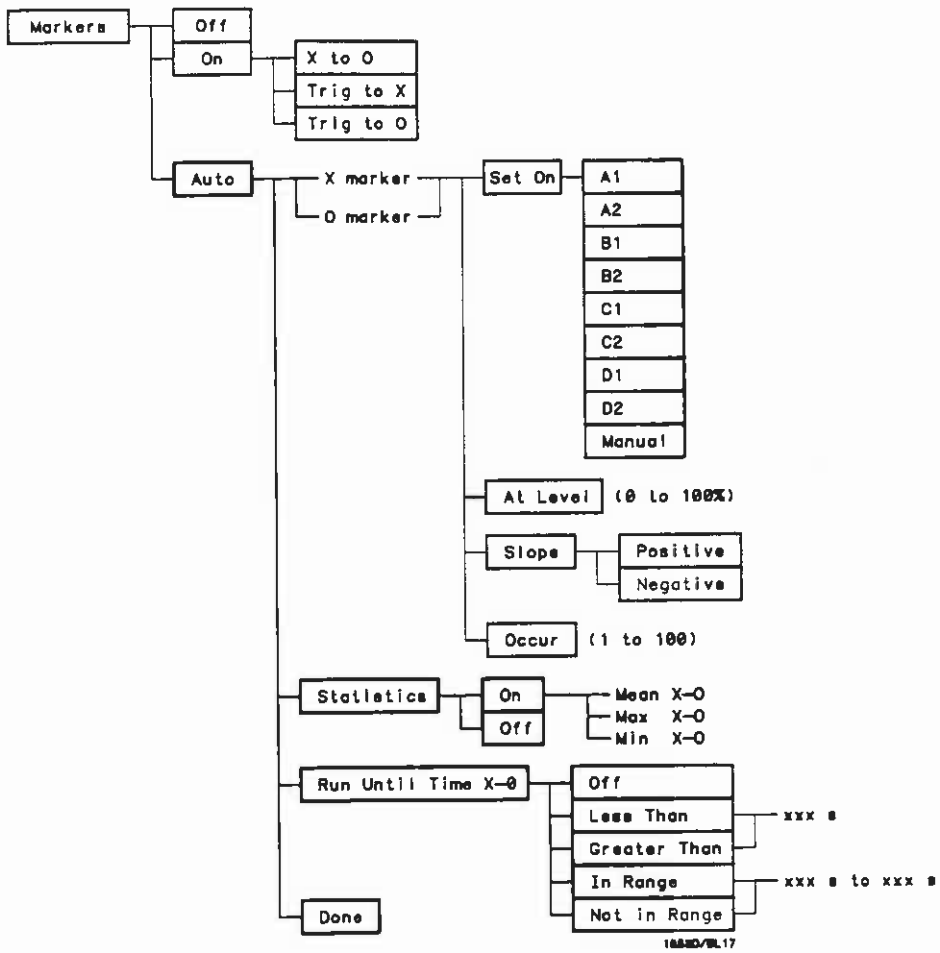 Markers
Off
On
X to O
Trig to X
Trig to O
Auto
X marker
O marker
Set On
A1
A2
B1
B2
C1
C2
D1
D2
Manual
At Level (0 to 100%)
Slope
Positive
Negative
Occur (1 to 100)
Statistics
On
Off
Mean X-O
Max X-O
Min X-O
Run Until Time X-0
Off
Less Than
Greater Than
xxx s
In Range
Not in Range
xxx s to xxx s
Done